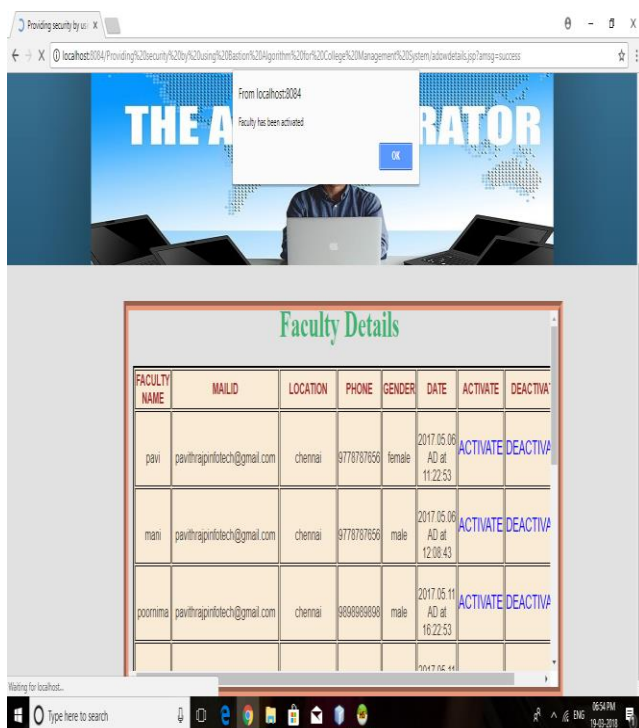 Providing security by us
localhost:8084/Providing%20security%20by%20using%20Bastion%20Algorithm%20for%20College%20Management%20System/adowdetails.jsp?amsg=success
From localhost:8084
Faculty has been activated
OK
THE A RATOR
Faculty Details
FACULTY NAME MAILID LOCATION PHONE GENDER DATE ACTIVATE DEACTIVA
pavi pavithrajpinfotech@gmail.com chennai 9778787656 female 2017.05.06 AD at 11:22:53 ACTIVATE DEACTIVA
mani pavithrajpinfotech@gmail.com chennai 9778787656 male 2017.05.06 AD at 12:08:43 ACTIVATE DEACTIVA
poornima pavithrajpinfotech@gmail.com chennai 9898989898 male 2017.05.11 AD at 16:22:53 ACTIVATE DEACTIVA
2017.05.11
Waiting for localhost...
Type here to search
ENG
06:54 PM
19-03-2018